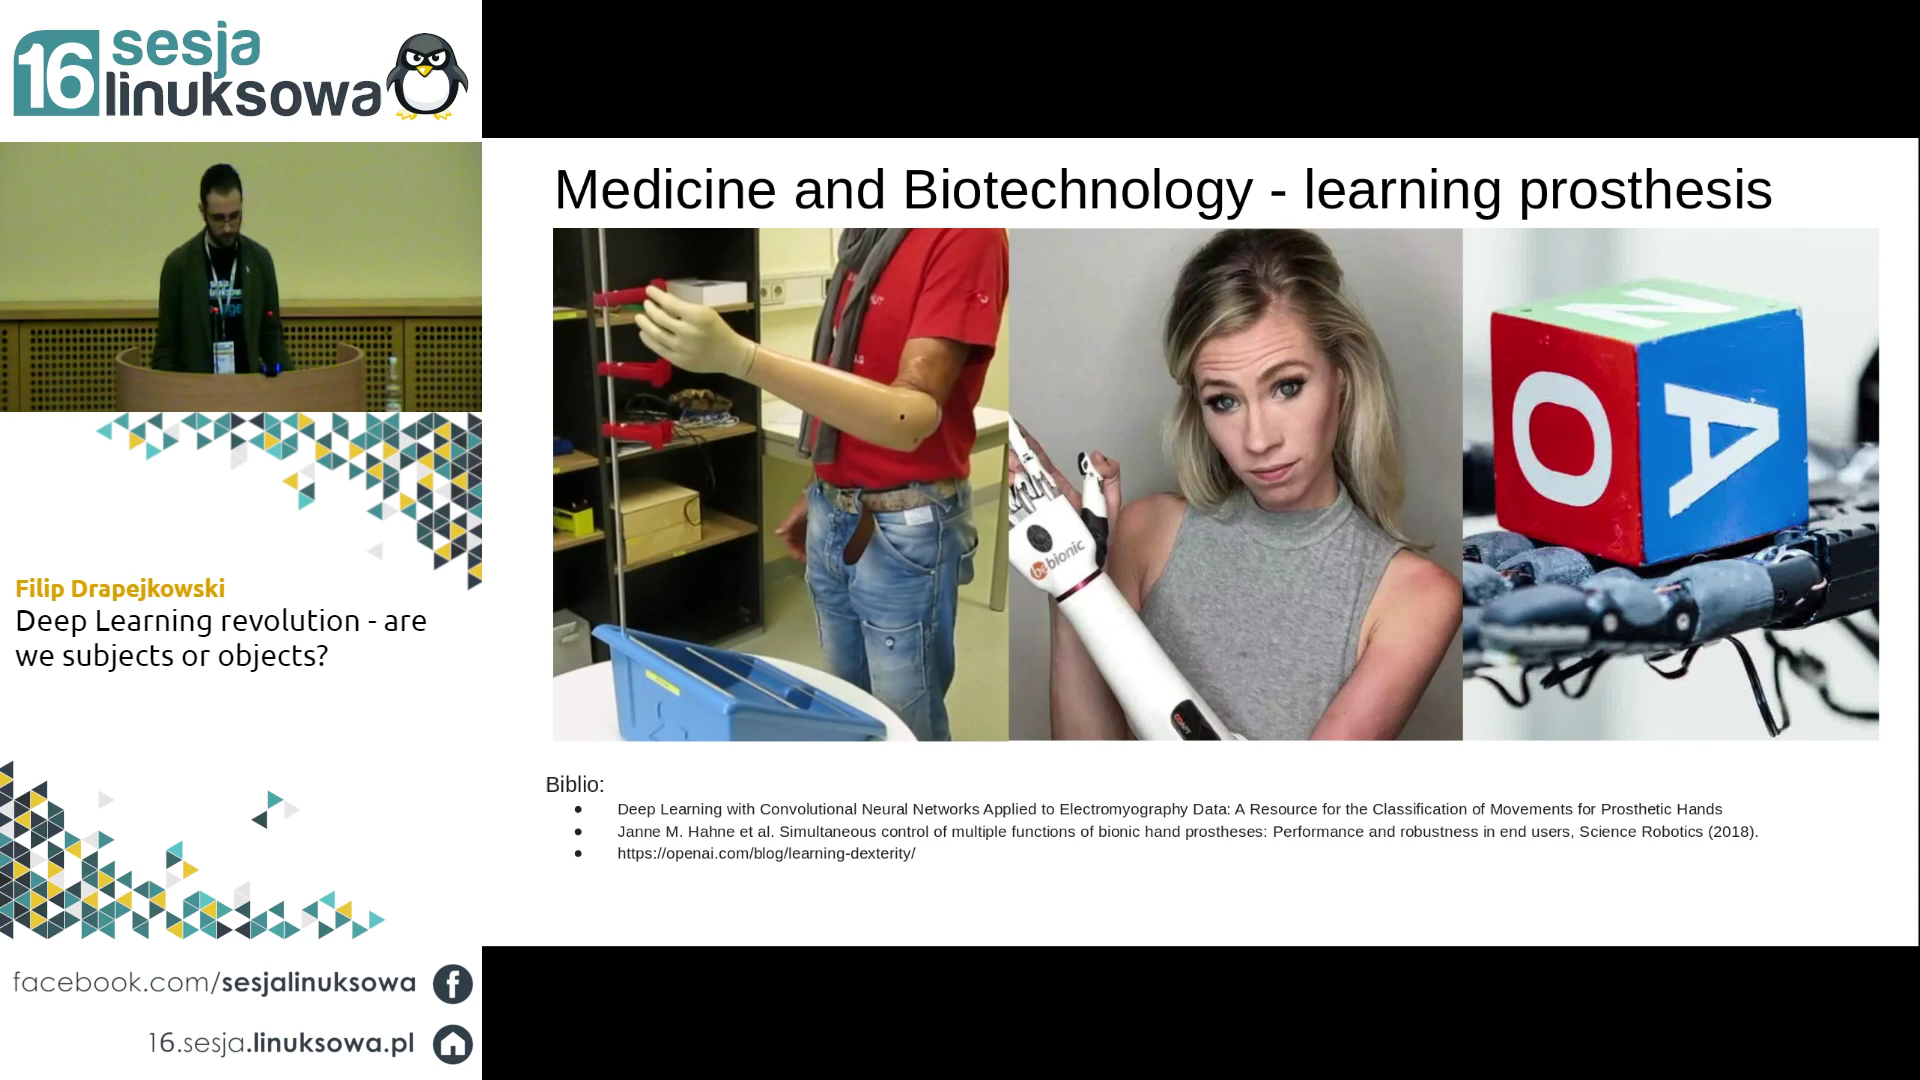 16 sesja
linuksowa
Filip Drapejkowski
Deep Learning revolution - are
we subjects or objects?
facebook.com/sesjalinuksowa
16.sesja.linuksowa.pl
Medicine and Biotechnology - learning prosthesis
bebionic
N
O
A
Biblio:
● Deep Learning with Convolutional Neural Networks Applied to Electromyography Data: A Resource for the Classification of Movements for Prosthetic Hands
● Janne M. Hahne et al. Simultaneous control of multiple functions of bionic hand prostheses: Performance and robustness in end users, Science Robotics (2018).
● https://openai.com/blog/learning-dexterity/